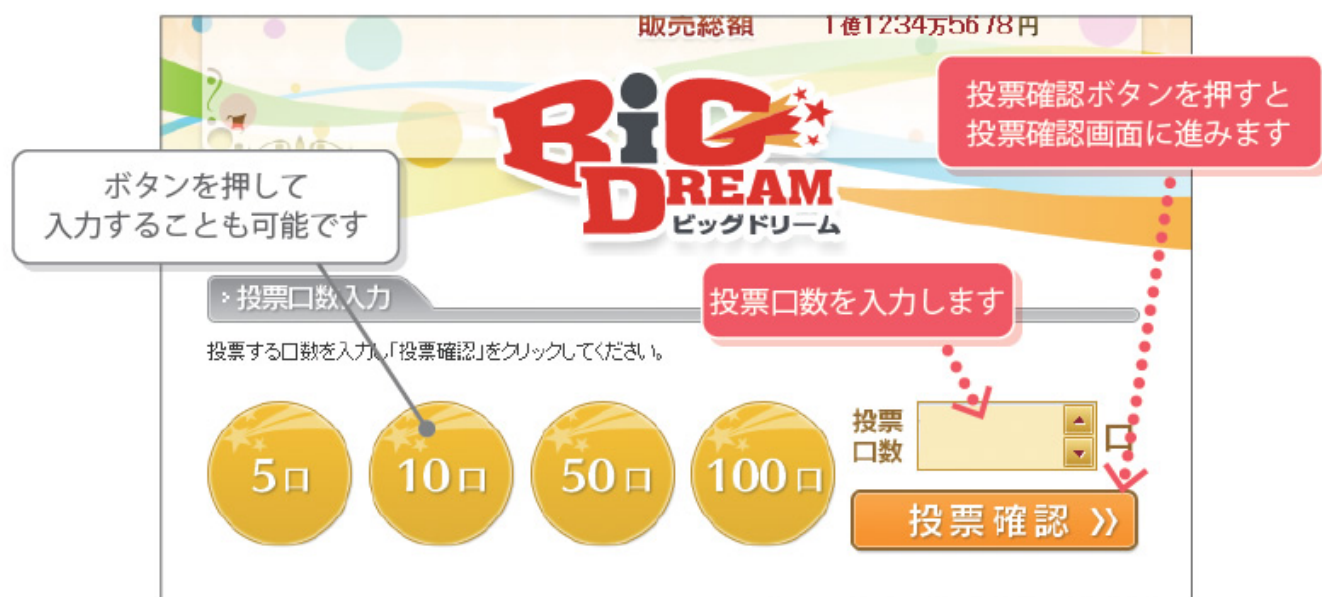 販売総額 1億1234万5678円
投票確認ボタンを押すと
投票確認画面に進みます
BiG
DREAM
ビッグドリーム
ボタンを押して
入力することも可能です
投票口数入力
投票口数を入力します
投票する口数を入力し「投票確認」をクリックしてください。
5口 10口 50口 100口
投票
口数
口
投票確認 》